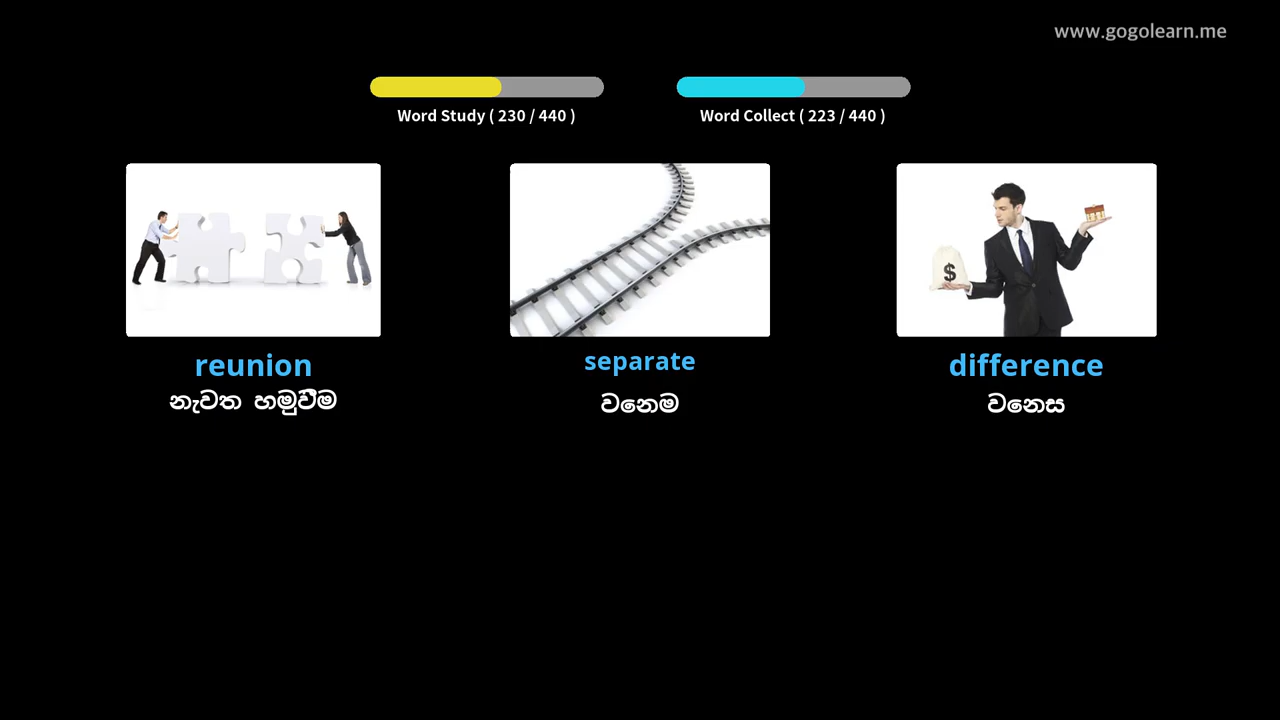 www.gogolearn.me
Word Study ( 230 / 440 )
Word Collect ( 223 / 440 )
$
reunion
separate
difference
නැවත හමුවීම
වෙනම
වෙනස